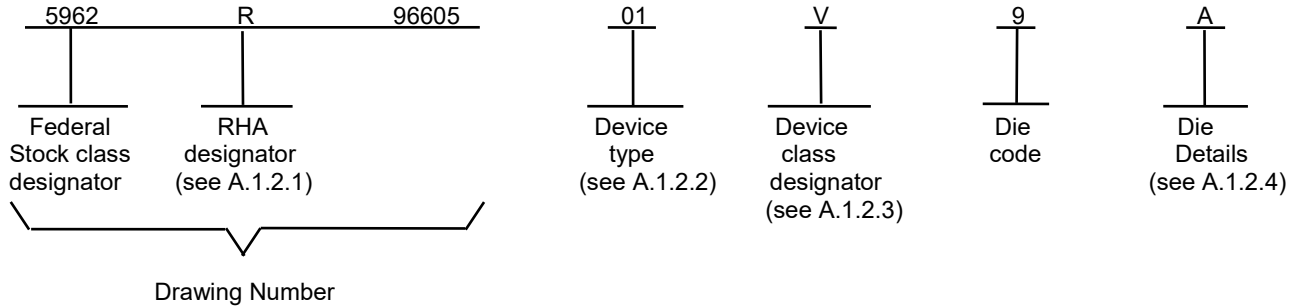 5962 R 96605 01 V 9 A
Federal RHA Device Device Die Die
Stock class designator type class code Details
designator (see A.1.2.1) (see A.1.2.2) designator (see A.1.2.4)
(see A.1.2.3)
Drawing Number